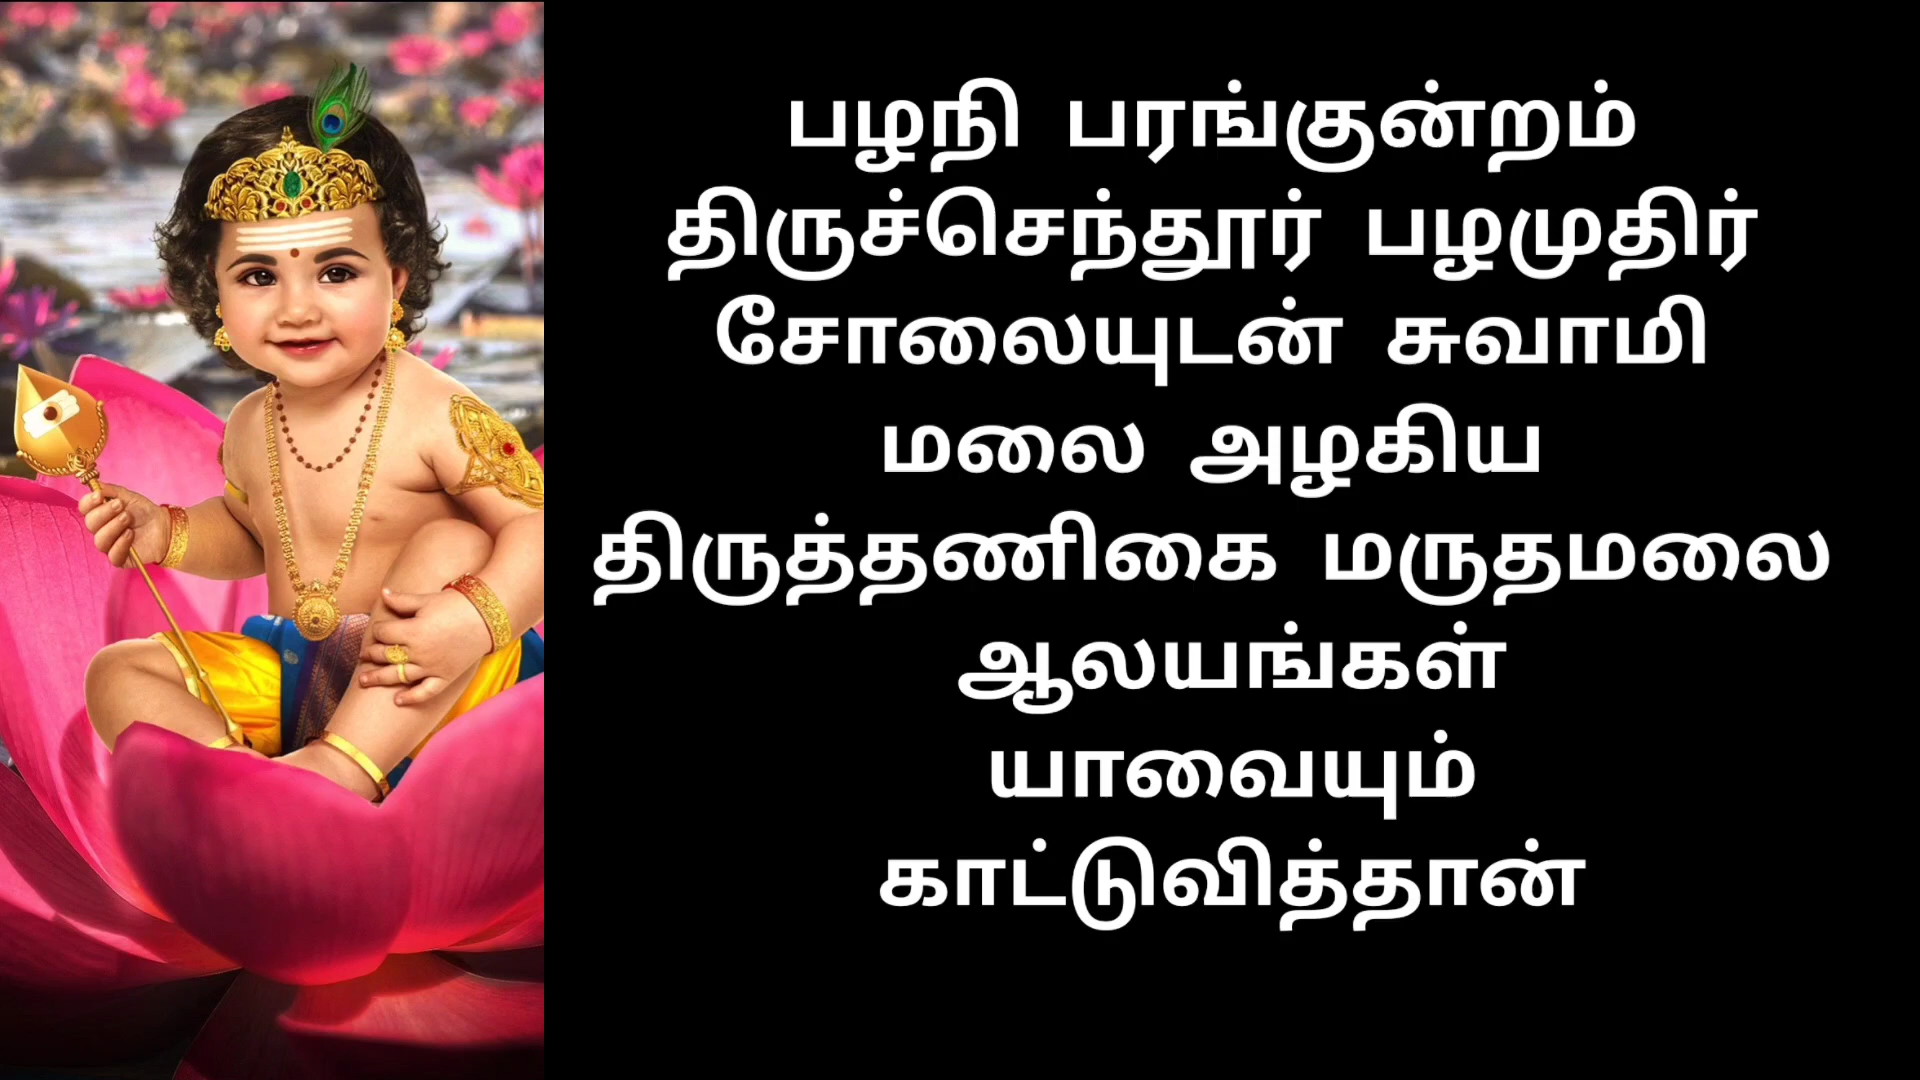 பழநி பரங்குன்றம்
திருச்செந்தூர் பழமுதிர்
சோலையுடன் சுவாமி
மலை அழகிய
திருத்தணிகை மருதமலை
ஆலயங்கள்
யாவையும்
காட்டுவித்தான்